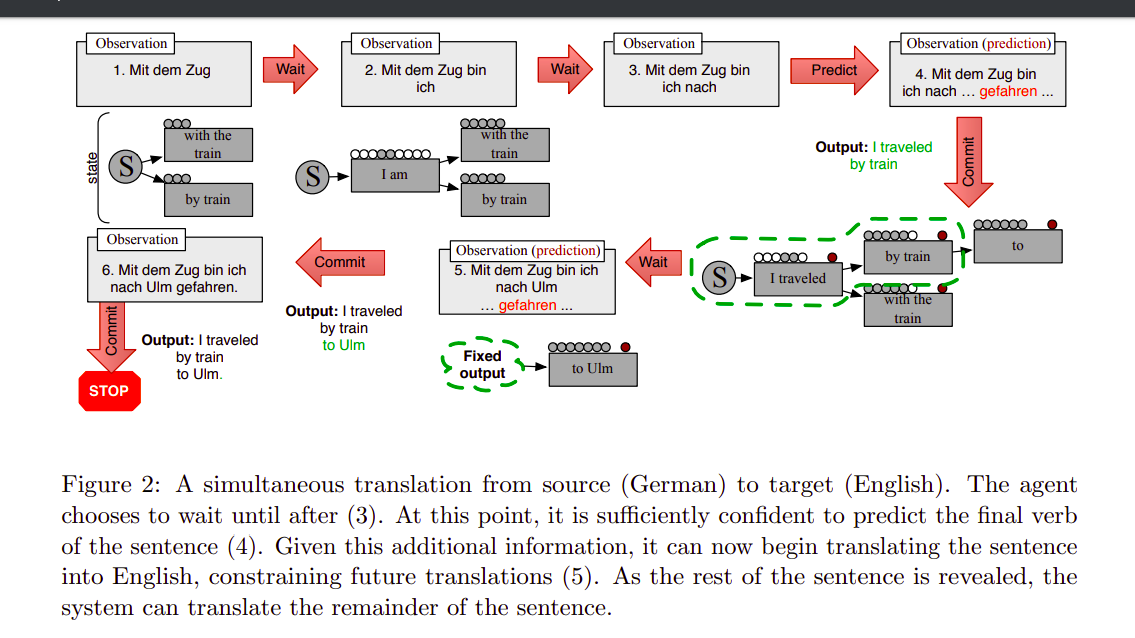 Observation
1. Mit dem Zug
Wait
Observation
2. Mit dem Zug bin
ich
Wait
Observation
3. Mit dem Zug bin
ich nach
Predict
Observation (prediction)
4. Mit dem Zug bin
ich nach ... gefahren ...
state
S
with the
train
by train
S
I am
with the
train
by train
Output: I traveled
by train
Commit
S
I traveled
by train
with the
train
to
Wait
Observation (prediction)
5. Mit dem Zug bin ich
nach Ulm
... gefahren ...
Fixed
output
to Ulm
Commit
Output: I traveled
by train
to Ulm
Observation
6. Mit dem Zug bin ich
nach Ulm gefahren.
Commit
Output: I traveled
by train
to Ulm.
STOP
Figure 2: A simultaneous translation from source (German) to target (English). The agent
chooses to wait until after (3). At this point, it is sufficiently confident to predict the final verb
of the sentence (4). Given this additional information, it can now begin translating the sentence
into English, constraining future translations (5). As the rest of the sentence is revealed, the
system can translate the remainder of the sentence.